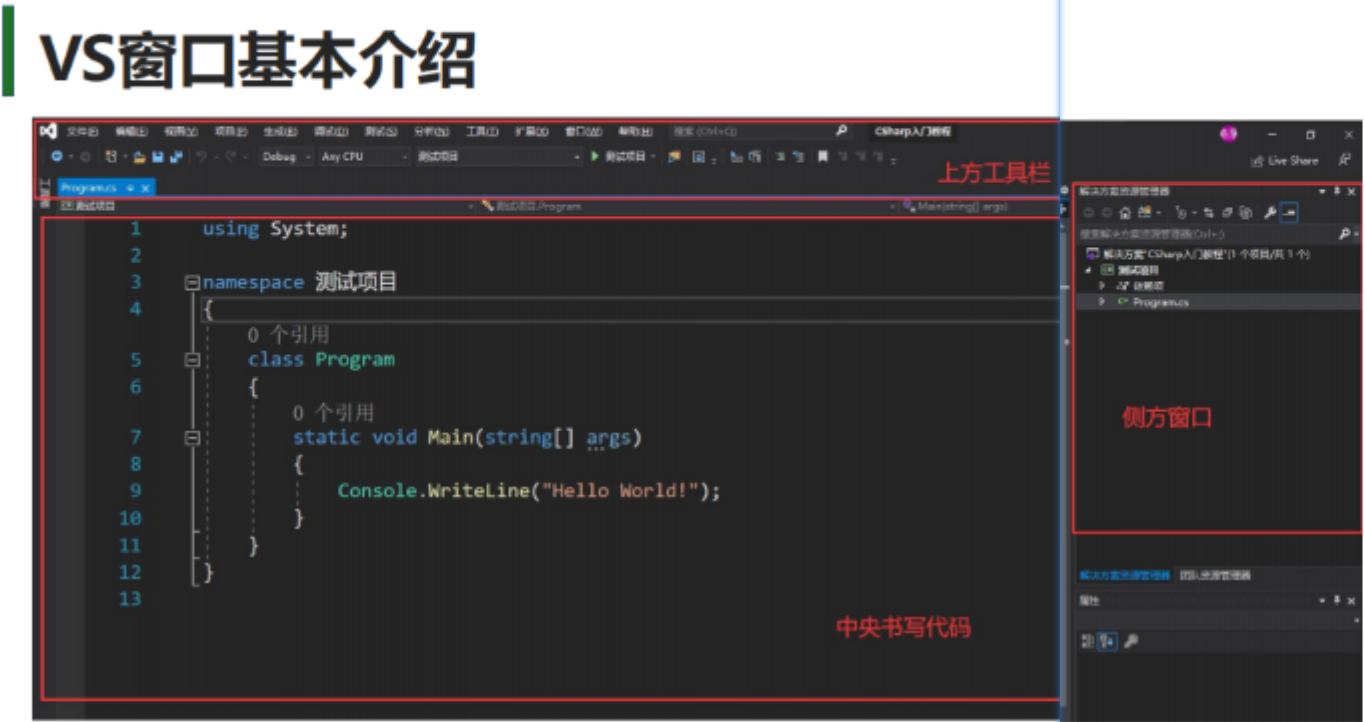 VS窗口基本介绍
文件(F) 编辑(E) 视图(V) 项目(P) 生成(B) 调试(D) 测试(S) 分析(N) 工具(T) 扩展(X) 窗口(W) 帮助(H) 搜索 (Ctrl+Q) CSharp入门教程
Debug Any CPU 测试项目 测试项目 Live Share
上方工具栏
Program.cs
测试项目 测试项目.Program Main(string[] args)
1 using System;
2
3 namespace 测试项目
4 {
0 个引用
5 class Program
6 {
0 个引用
7 static void Main(string[] args)
8 {
9 Console.WriteLine("Hello World!");
10 }
11 }
12 }
13
中央书写代码
解决方案资源管理器
搜索解决方案资源管理器(Ctrl+;)
解决方案"CSharp入门教程"(1 个项目/共 1 个)
测试项目
依赖项
Program.cs
侧方窗口
解决方案资源管理器 团队资源管理器
属性